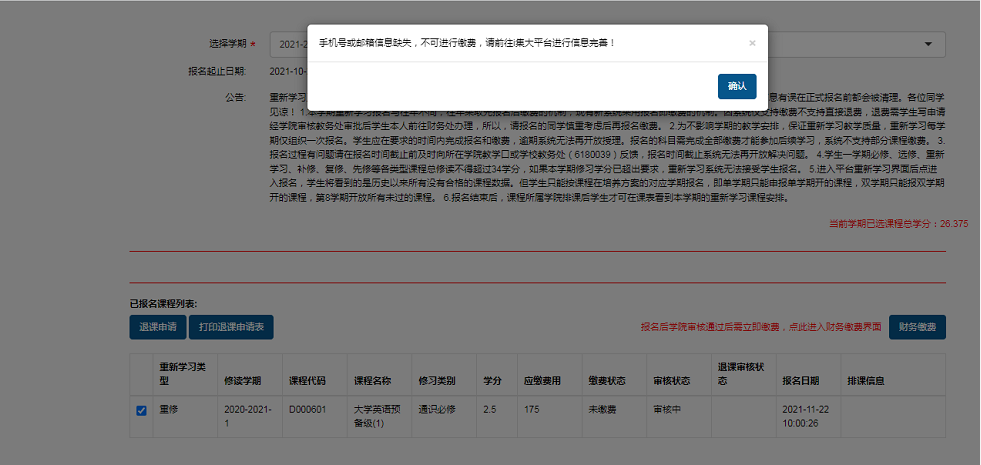 手机号或邮箱信息缺失，不可进行缴费，请前往i集大平台进行信息完善！
×
确认
选择学期 *
2021-2
报名起止日期:
2021-10-
公告:
重新学习
息有误在正式报名前都会被清理。各位同学
见谅！
经学院审核教务处审批后学生本人前往财务处办理，所以，请报名的同学慎重考虑后再报名缴费。 2.为不影响学期的教学安排，保证重新学习教学质量，重新学习每学
期仅组织一次报名。学生应在要求的时间内完成报名和缴费，逾期系统无法再开放授理。报名的科目需完成全部缴费才能参加后续学习，系统不支持部分课程缴费。 3.
报名过程有问题请在报名时间截止前及时向所在学院教学口或学校教务处（6180039）反馈，报名时间截止系统无法再开放解决问题。 4.学生一学期必修、选修、重新
学习、补修、复修、先修等各类型课程总修读不得超过34学分，如果本学期修习学分已超出要求，重新学习系统无法接受学生报名。 5.进入平台重新学习界面后点进
入报名，学生将看到的是历史以来所有没有合格的课程数据。但学生只能按课程在培养方案的对应学期报名，即单学期只能申报单学期开的课程，双学期只能报双学期
开的课程，第8学期开放所有未过的课程。 6.报名结束后，课程所属学院排课后学生才可在课表看到本学期的重新学习课程安排。
当前学期已选课程总学分：26.375
已报名课程列表:
退课申请 打印退课申请表
报名后学院审核通过后需立即缴费，点此进入财务缴费界面 财务缴费
重新学习类型 修读学期 课程代码 课程名称 修习类别 学分 应缴费用 缴费状态 审核状态 退课审核状态 报名日期 排课信息
重修 2020-2021-1 D000601 大学英语预备级(1) 通识必修 2.5 175 未缴费 审核中 2021-11-22 10:00:26